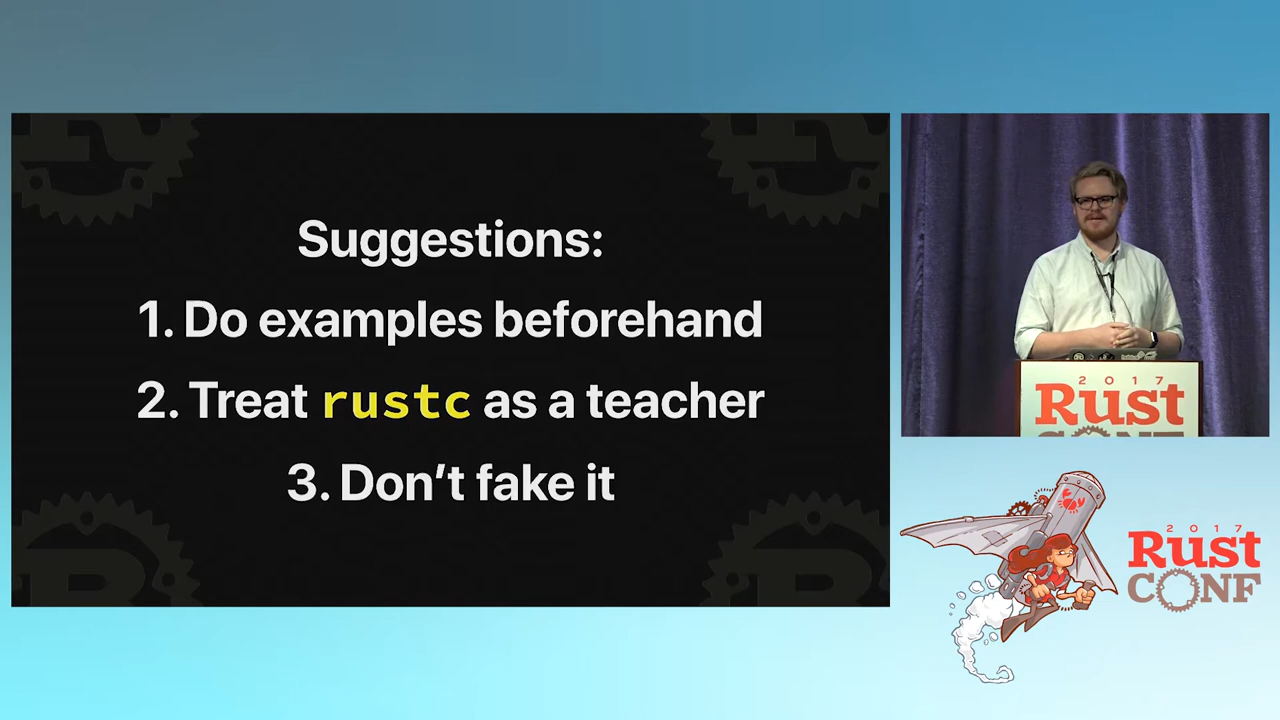 Suggestions:
1. Do examples beforehand
2. Treat rustc as a teacher
3. Don't fake it
2017
Rust
CONF
2017
Rust
CONF